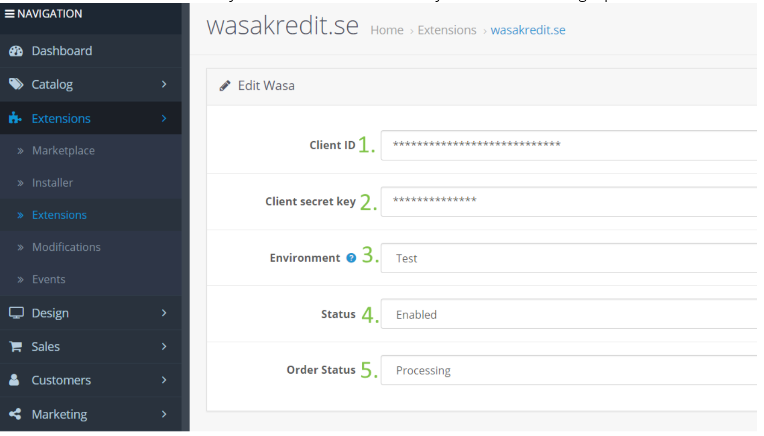 NAVIGATION
Dashboard
Catalog
Extensions
Marketplace
Installer
Extensions
Modifications
Events
Design
Sales
Customers
Marketing
wasakredit.se Home › Extensions › wasakredit.se
Edit Wasa
Client ID 1. ****************************
Client secret key 2. **************
Environment ? 3. Test
Status 4. Enabled
Order Status 5. Processing